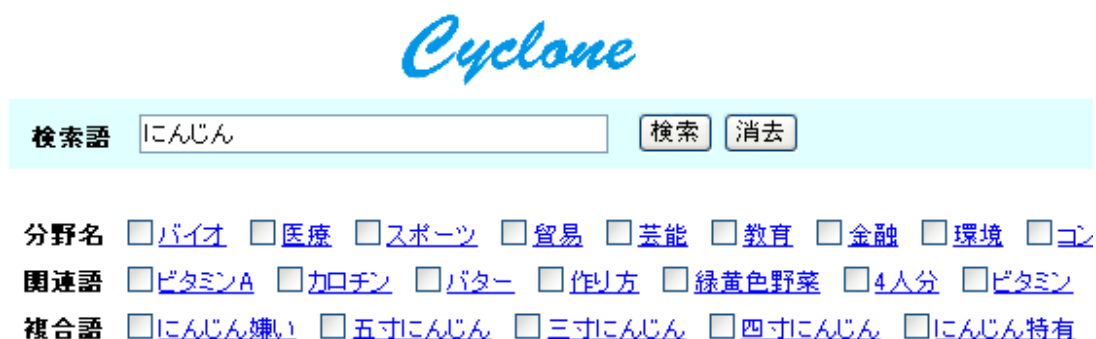 Cyclone
検索語 にんじん 検索 消去
分野名 バイオ 医療 スポーツ 貿易 芸能 教育 金融 環境 コン
関連語 ビタミンA カロチン バター 作り方 緑黄色野菜 4人分 ビタミン
複合語 にんじん嫌い 五寸にんじん 三寸にんじん 四寸にんじん にんじん特有